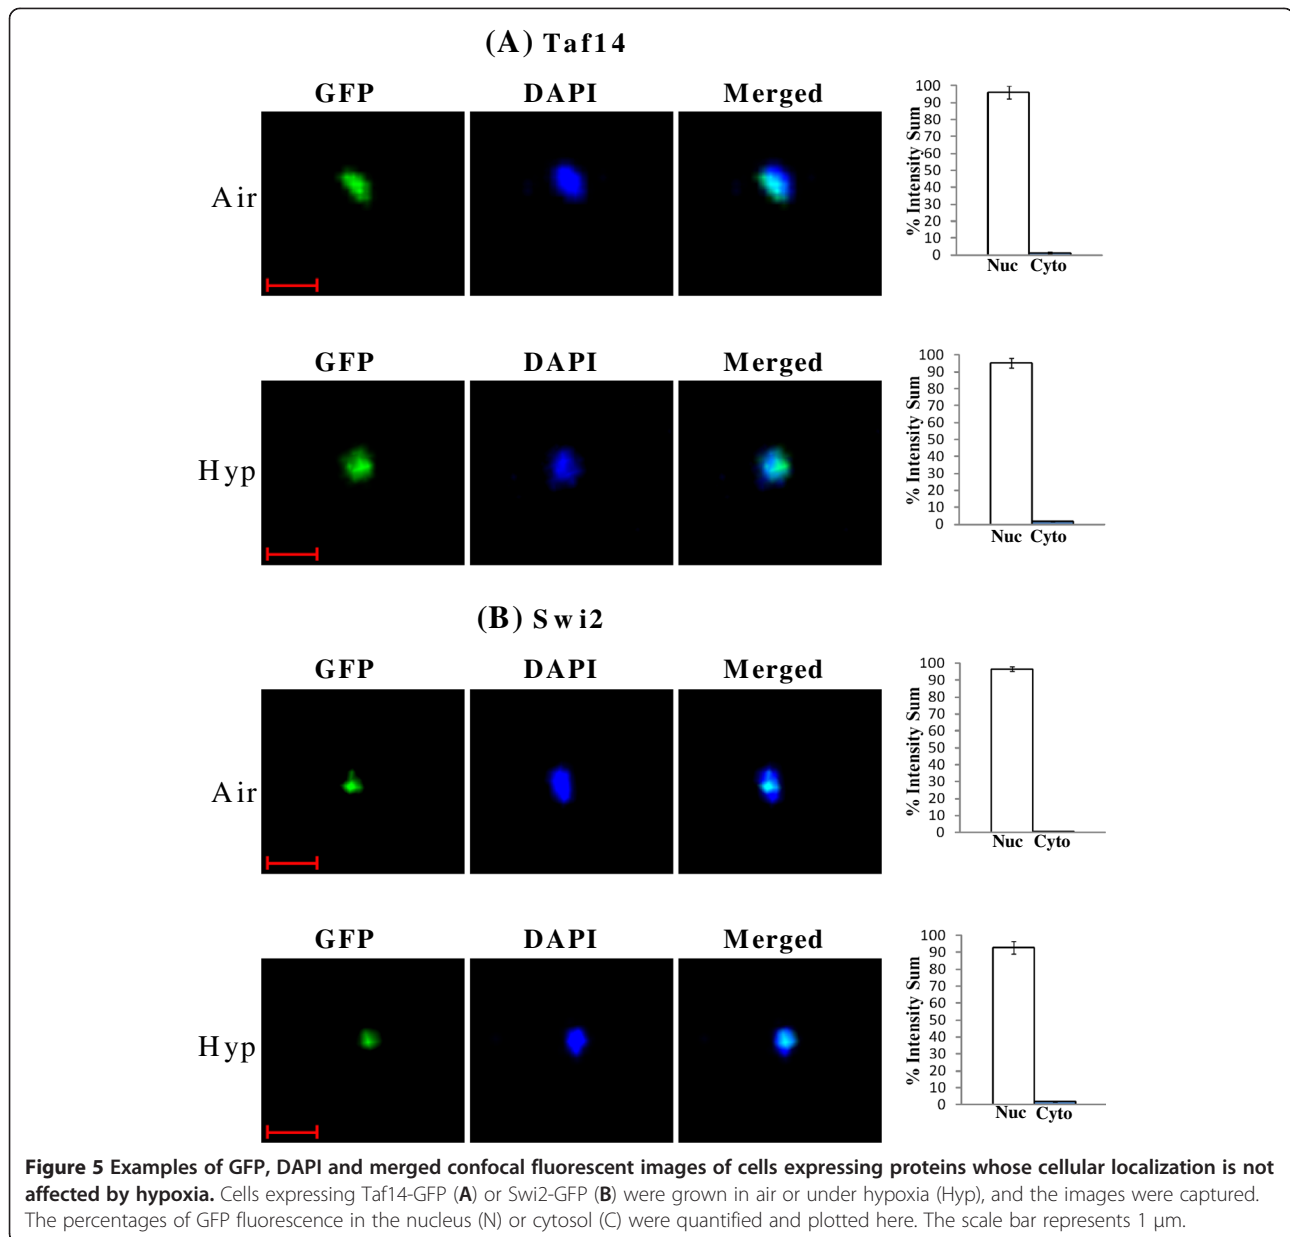 (A) Taf14
GFP DAPI Merged
Air
% Intensity Sum
100
90
80
70
60
50
40
30
20
10
0
Nuc Cyto
GFP DAPI Merged
Hyp
% Intensity Sum
100
90
80
70
60
50
40
30
20
10
0
Nuc Cyto
(B) Swi2
GFP DAPI Merged
Air
% Intensity Sum
100
90
80
70
60
50
40
30
20
10
0
Nuc Cyto
GFP DAPI Merged
Hyp
% Intensity Sum
100
90
80
70
60
50
40
30
20
10
0
Nuc Cyto
Figure 5 Examples of GFP, DAPI and merged confocal fluorescent images of cells expressing proteins whose cellular localization is not
affected by hypoxia. Cells expressing Taf14-GFP (A) or Swi2-GFP (B) were grown in air or under hypoxia (Hyp), and the images were captured.
The percentages of GFP fluorescence in the nucleus (N) or cytosol (C) were quantified and plotted here. The scale bar represents 1 μm.